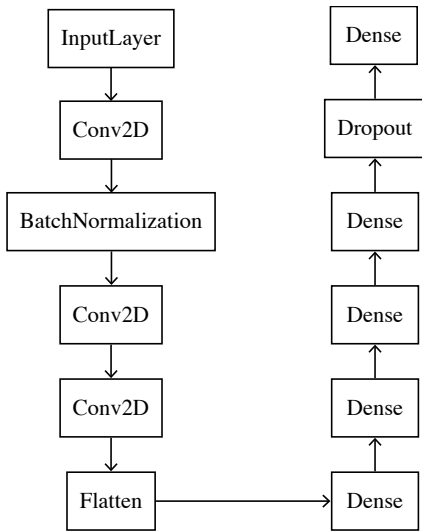 InputLayer
Conv2D
BatchNormalization
Conv2D
Conv2D
Flatten
Dense
Dense
Dense
Dense
Dropout
Dense